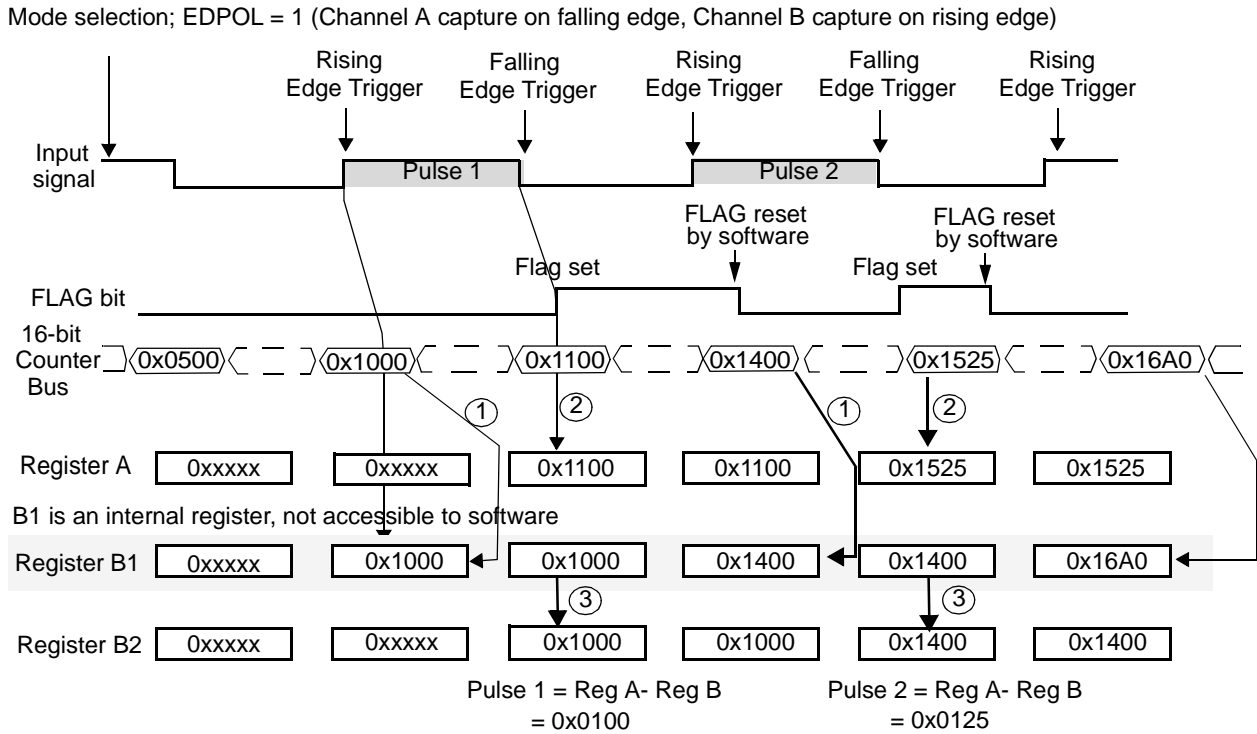 Mode selection; EDPOL = 1 (Channel A capture on falling edge, Channel B capture on rising edge)
Rising Edge Trigger
Falling Edge Trigger
Rising Edge Trigger
Falling Edge Trigger
Rising Edge Trigger
Input signal
Pulse 1
Pulse 2
FLAG reset by software
FLAG reset by software
Flag set
Flag set
FLAG bit
16-bit Counter Bus
0x0500 0x1000 0x1100 0x1400 0x1525 0x16A0
1 2 1 2
Register A 0xxxxx 0xxxxx 0x1100 0x1100 0x1525 0x1525
B1 is an internal register, not accessible to software
Register B1 0xxxxx 0x1000 0x1000 0x1400 0x1400 0x16A0
3 3
Register B2 0xxxxx 0xxxxx 0x1000 0x1000 0x1400 0x1400
Pulse 1 = Reg A- Reg B
= 0x0100
Pulse 2 = Reg A- Reg B
= 0x0125